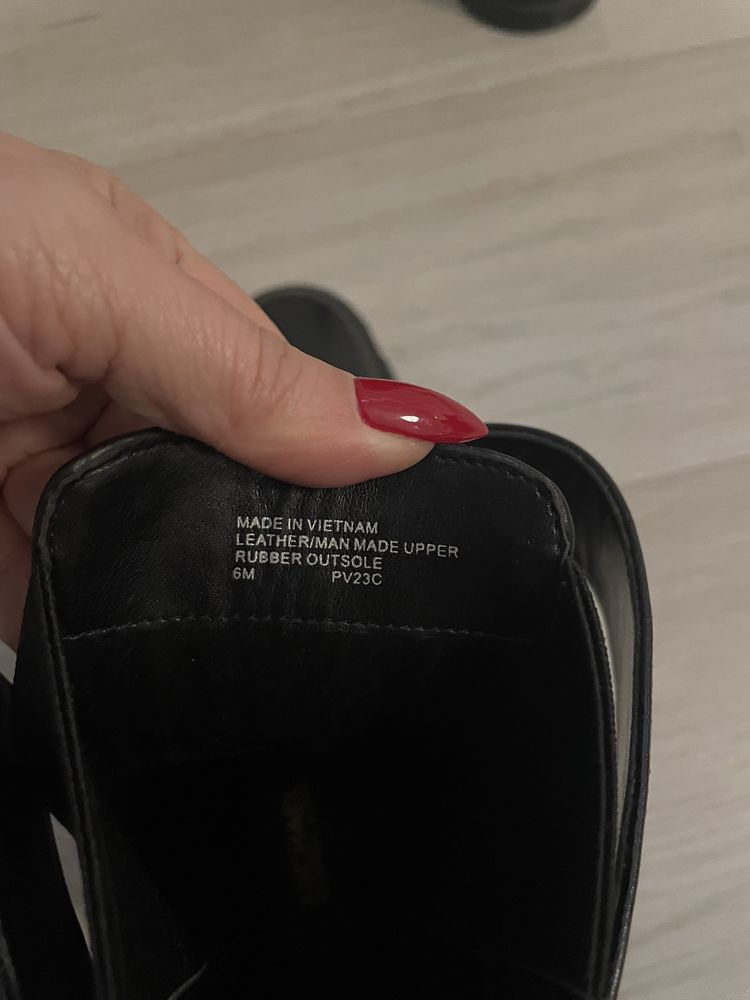 MADE IN VIETNAM
LEATHER/MAN MADE UPPER
RUBBER OUTSOLE
6M PV23C